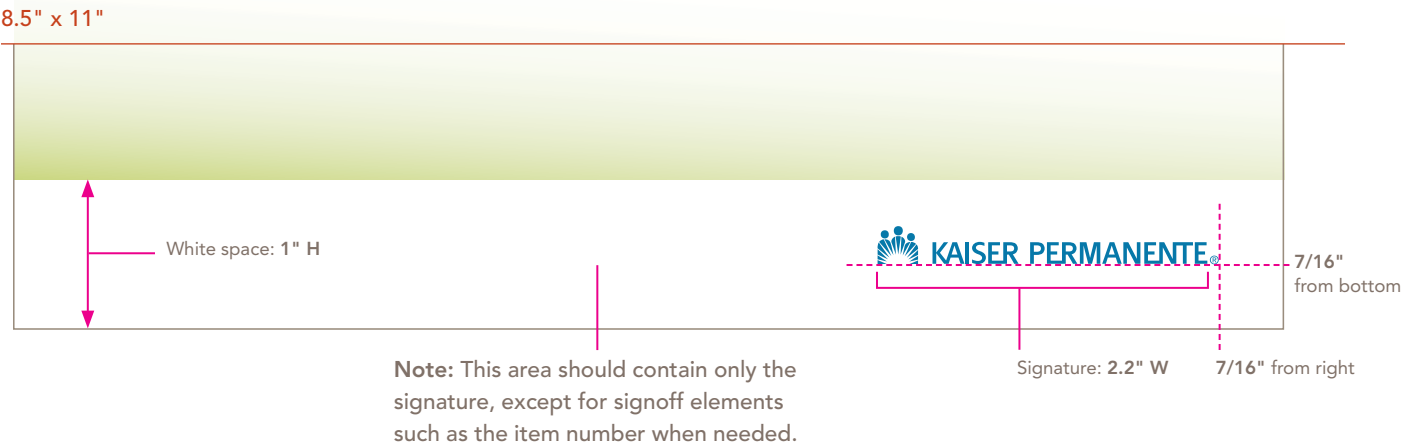 8.5" x 11"
White space: 1" H
KAISER PERMANENTE®
7/16"
from bottom
Note: This area should contain only the
signature, except for signoff elements
such as the item number when needed.
Signature: 2.2" W
7/16" from right